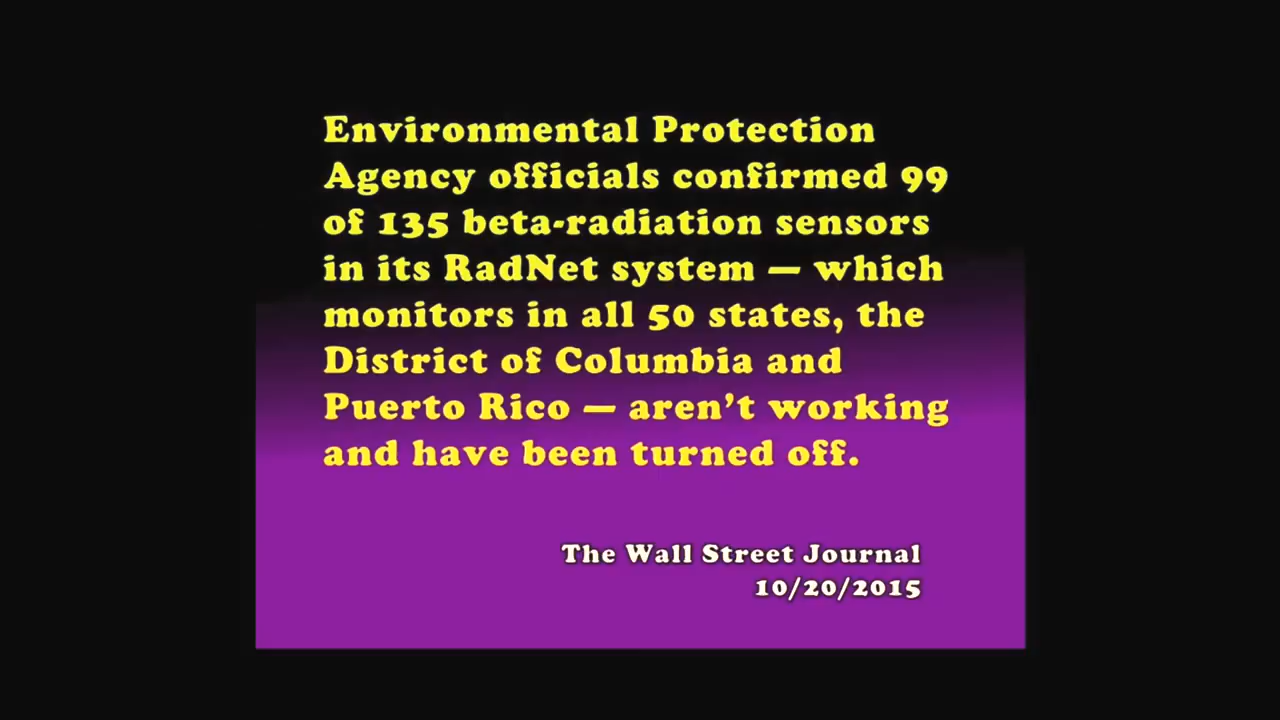 Environmental Protection
Agency officials confirmed 99
of 135 beta-radiation sensors
in its RadNet system — which
monitors in all 50 states, the
District of Columbia and
Puerto Rico — aren’t working
and have been turned off.
The Wall Street Journal
10/20/2015